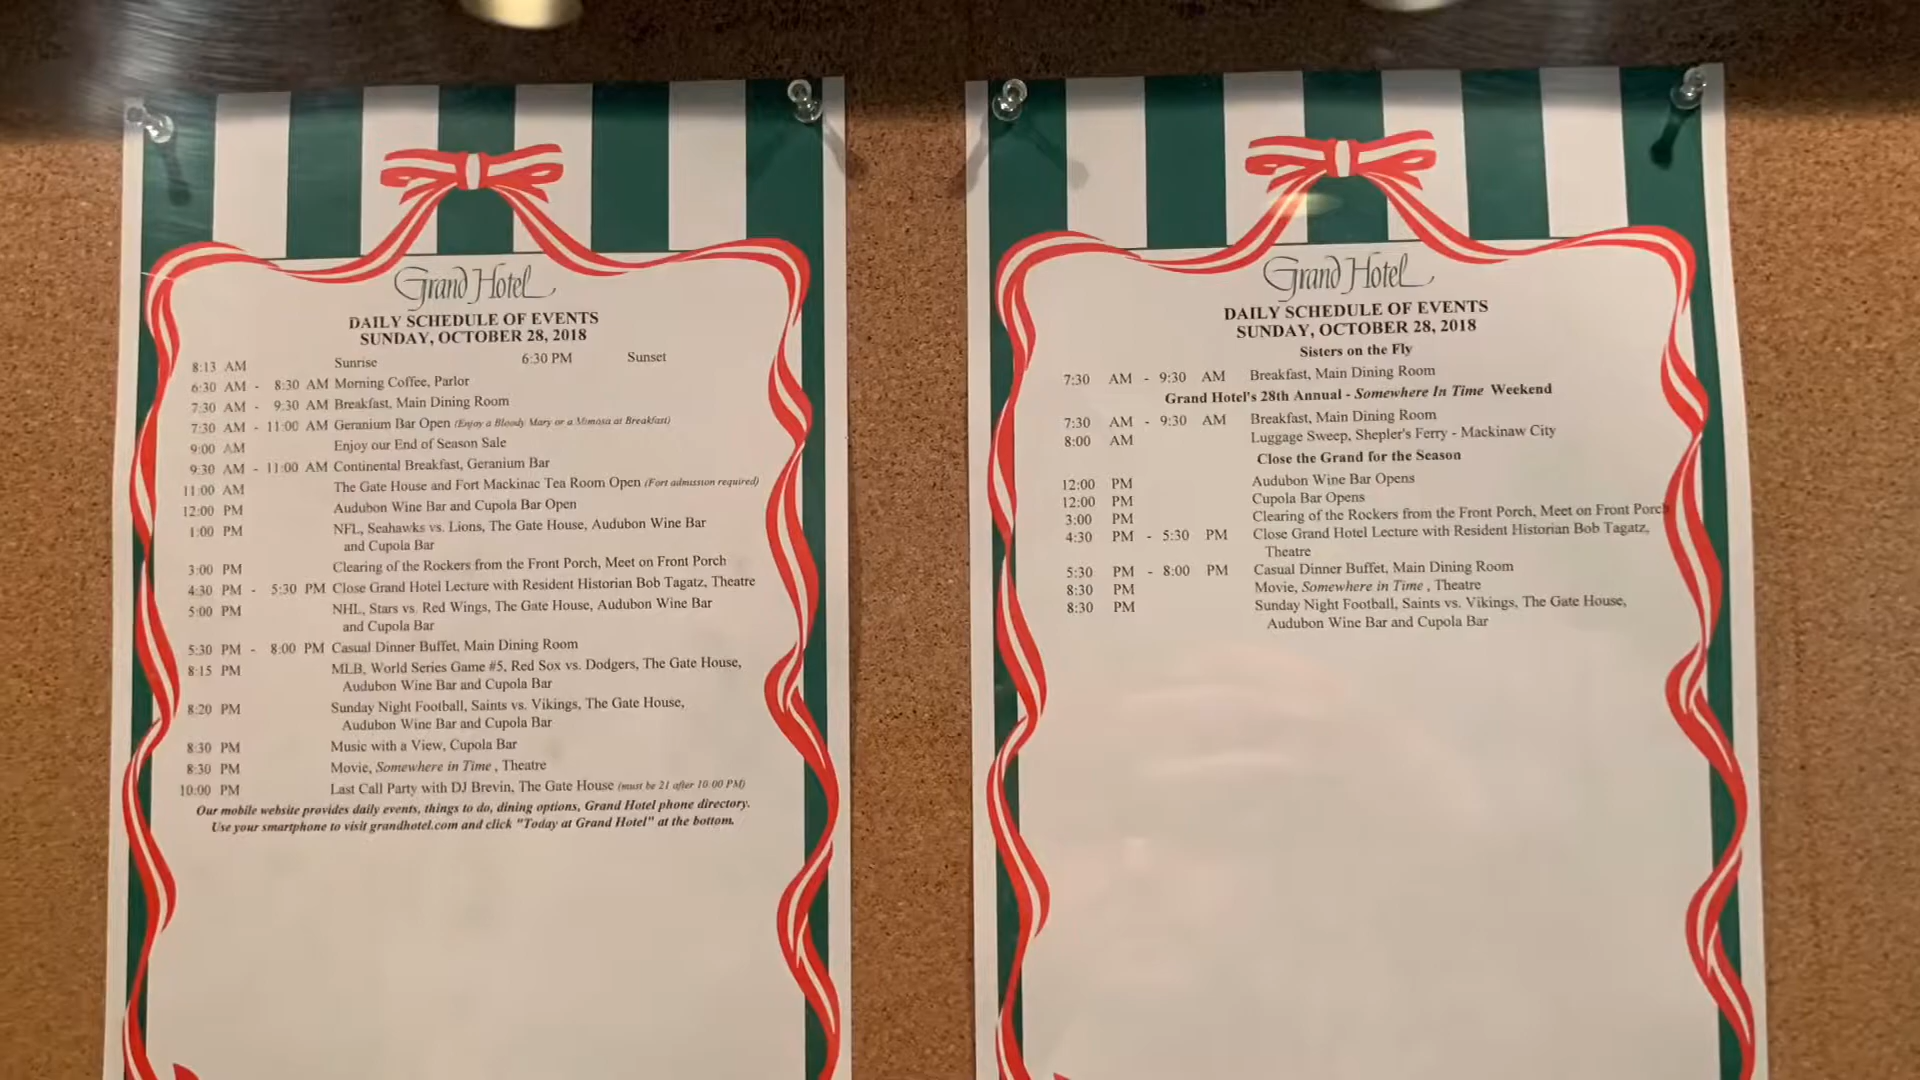 Grand Hotel
DAILY SCHEDULE OF EVENTS
SUNDAY, OCTOBER 28, 2018
8:13 AM Sunrise 6:30 PM Sunset
6:30 AM - 8:30 AM Morning Coffee, Parlor
7:30 AM - 9:30 AM Breakfast, Main Dining Room
7:30 AM - 11:00 AM Geranium Bar Open (Enjoy a Bloody Mary or a Mimosa at Breakfast)
9:00 AM Enjoy our End of Season Sale
9:30 AM - 11:00 AM Continental Breakfast, Geranium Bar
11:00 AM The Gate House and Fort Mackinac Tea Room Open (Fort admission required)
12:00 PM Audubon Wine Bar and Cupola Bar Open
1:00 PM NFL, Seahawks vs. Lions, The Gate House, Audubon Wine Bar
and Cupola Bar
3:00 PM Clearing of the Rockers from the Front Porch, Meet on Front Porch
4:30 PM - 5:30 PM Close Grand Hotel Lecture with Resident Historian Bob Tagatz, Theatre
5:00 PM NHL, Stars vs. Red Wings, The Gate House, Audubon Wine Bar
and Cupola Bar
5:30 PM - 8:00 PM Casual Dinner Buffet, Main Dining Room
8:15 PM MLB, World Series Game #5, Red Sox vs. Dodgers, The Gate House,
Audubon Wine Bar and Cupola Bar
8:20 PM Sunday Night Football, Saints vs. Vikings, The Gate House,
Audubon Wine Bar and Cupola Bar
8:30 PM Music with a View, Cupola Bar
8:30 PM Movie, Somewhere in Time , Theatre
10:00 PM Last Call Party with DJ Brevin, The Gate House (must be 21 after 10:00 PM)
Our mobile website provides daily events, things to do, dining options, Grand Hotel phone directory.
Use your smartphone to visit grandhotel.com and click "Today at Grand Hotel" at the bottom.
Grand Hotel
DAILY SCHEDULE OF EVENTS
SUNDAY, OCTOBER 28, 2018
Sisters on the Fly
7:30 AM - 9:30 AM Breakfast, Main Dining Room
Grand Hotel's 28th Annual - Somewhere In Time Weekend
7:30 AM - 9:30 AM Breakfast, Main Dining Room
8:00 AM Luggage Sweep, Shepler's Ferry - Mackinaw City
Close the Grand for the Season
12:00 PM Audubon Wine Bar Opens
12:00 PM Cupola Bar Opens
3:00 PM Clearing of the Rockers from the Front Porch, Meet on Front Porch
4:30 PM - 5:30 PM Close Grand Hotel Lecture with Resident Historian Bob Tagatz,
Theatre
5:30 PM - 8:00 PM Casual Dinner Buffet, Main Dining Room
8:30 PM Movie, Somewhere in Time , Theatre
8:30 PM Sunday Night Football, Saints vs. Vikings, The Gate House,
Audubon Wine Bar and Cupola Bar